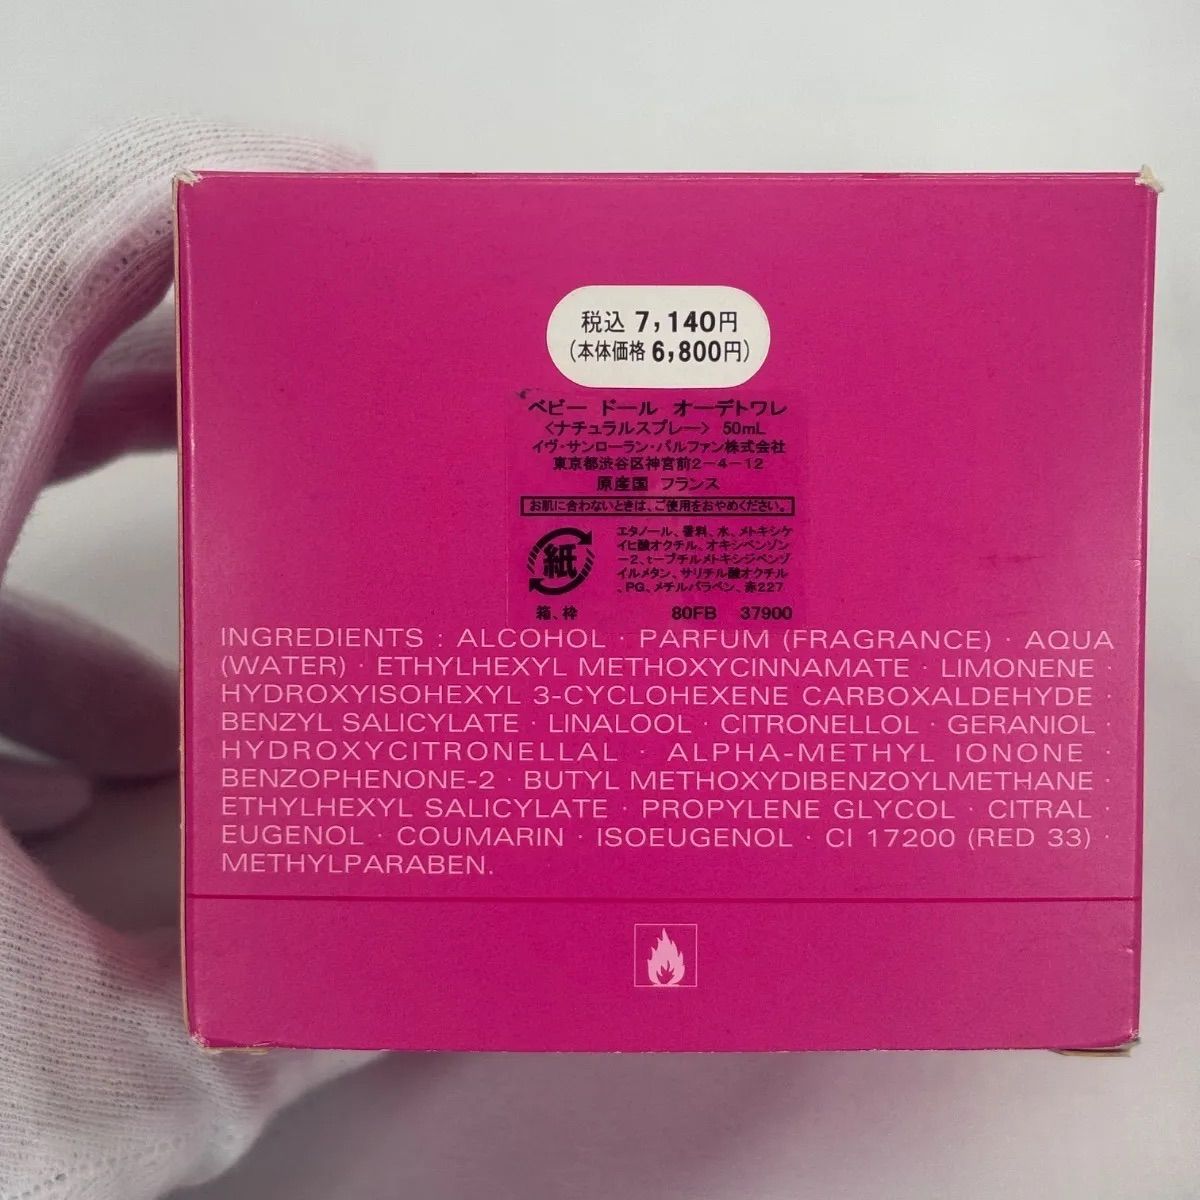 税込 7,140円
(本体価格 6,800円)
ベビー ドール オーデトワレ
〈ナチュラルスプレー〉 50mL
イヴ・サンローラン・パルファン株式会社
東京都渋谷区神宮前2-4-12
原産国 フランス
お肌に合わないときは、ご使用をおやめください。
紙
箱、枠
エタノール、香料、水、メトキシケ
イヒ酸オクチル、オキシベンゾン
-2、t-ブチルメトキシジベンゾ
イルメタン、サリチル酸オクチル
、PG、メチルパラベン、赤227
80FB 37900
INGREDIENTS : ALCOHOL · PARFUM (FRAGRANCE) · AQUA
(WATER) · ETHYLHEXYL METHOXYCINNAMATE · LIMONENE ·
HYDROXYISOHEXYL 3-CYCLOHEXENE CARBOXALDEHYDE ·
BENZYL SALICYLATE · LINALOOL · CITRONELLOL · GERANIOL ·
HYDROXYCITRONELLAL · ALPHA-METHYL IONONE ·
BENZOPHENONE-2 · BUTYL METHOXYDIBENZOYLMETHANE ·
ETHYLHEXYL SALICYLATE · PROPYLENE GLYCOL · CITRAL ·
EUGENOL · COUMARIN · ISOEUGENOL · CI 17200 (RED 33) ·
METHYLPARABEN.